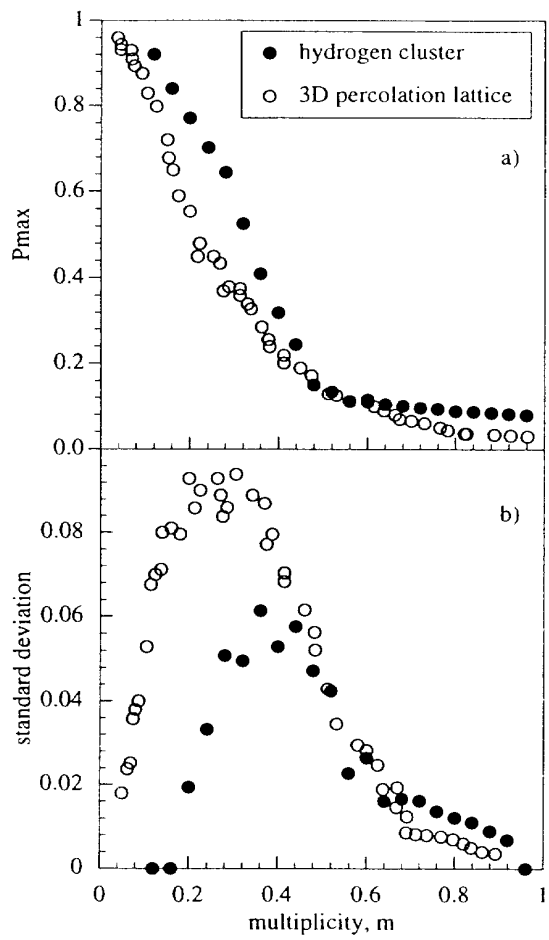 1
hydrogen cluster
3D percolation lattice
0.8
a)
0.6
Pmax
0.4
0.2
0.0
b)
0.08
0.06
standard deviation
0.04
0.02
0
0 0.2 0.4 0.6 0.8 1
multiplicity, m